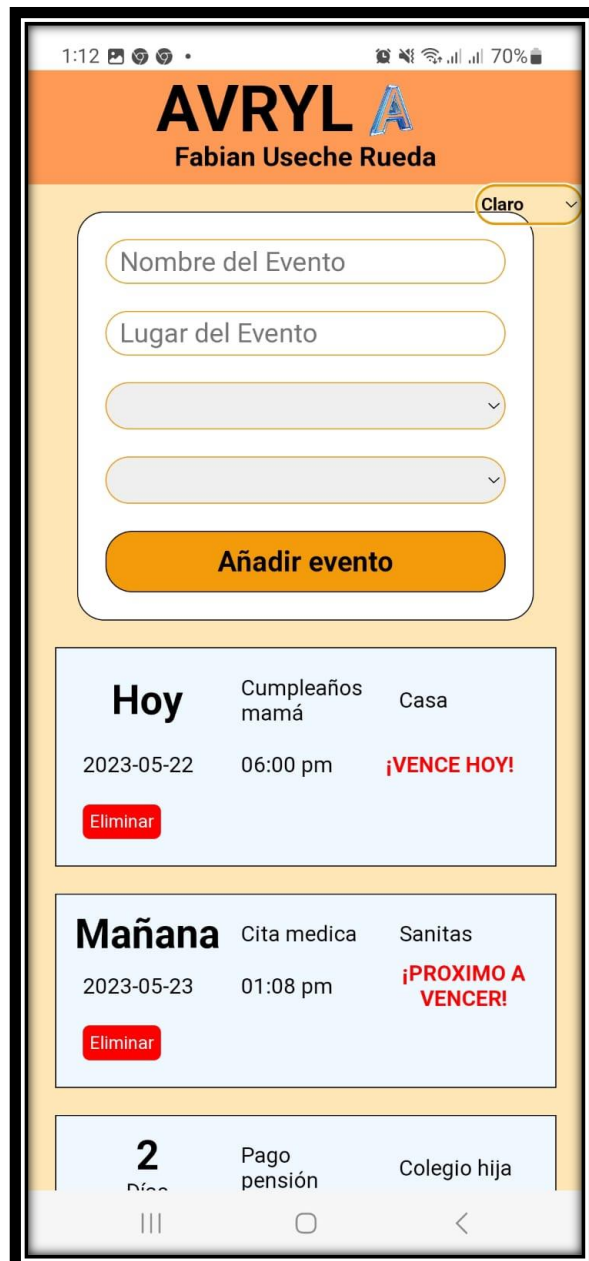 1:12 70%
AVRYL A
Fabian Useche Rueda
Claro
Nombre del Evento
Lugar del Evento
Añadir evento
Hoy
Cumpleaños
mamá
Casa
2023-05-22
06:00 pm
¡VENCE HOY!
Eliminar
Mañana
Cita medica
Sanitas
2023-05-23
01:08 pm
¡PROXIMO A
VENCER!
Eliminar
2
Días
Pago
pensión
Colegio hija